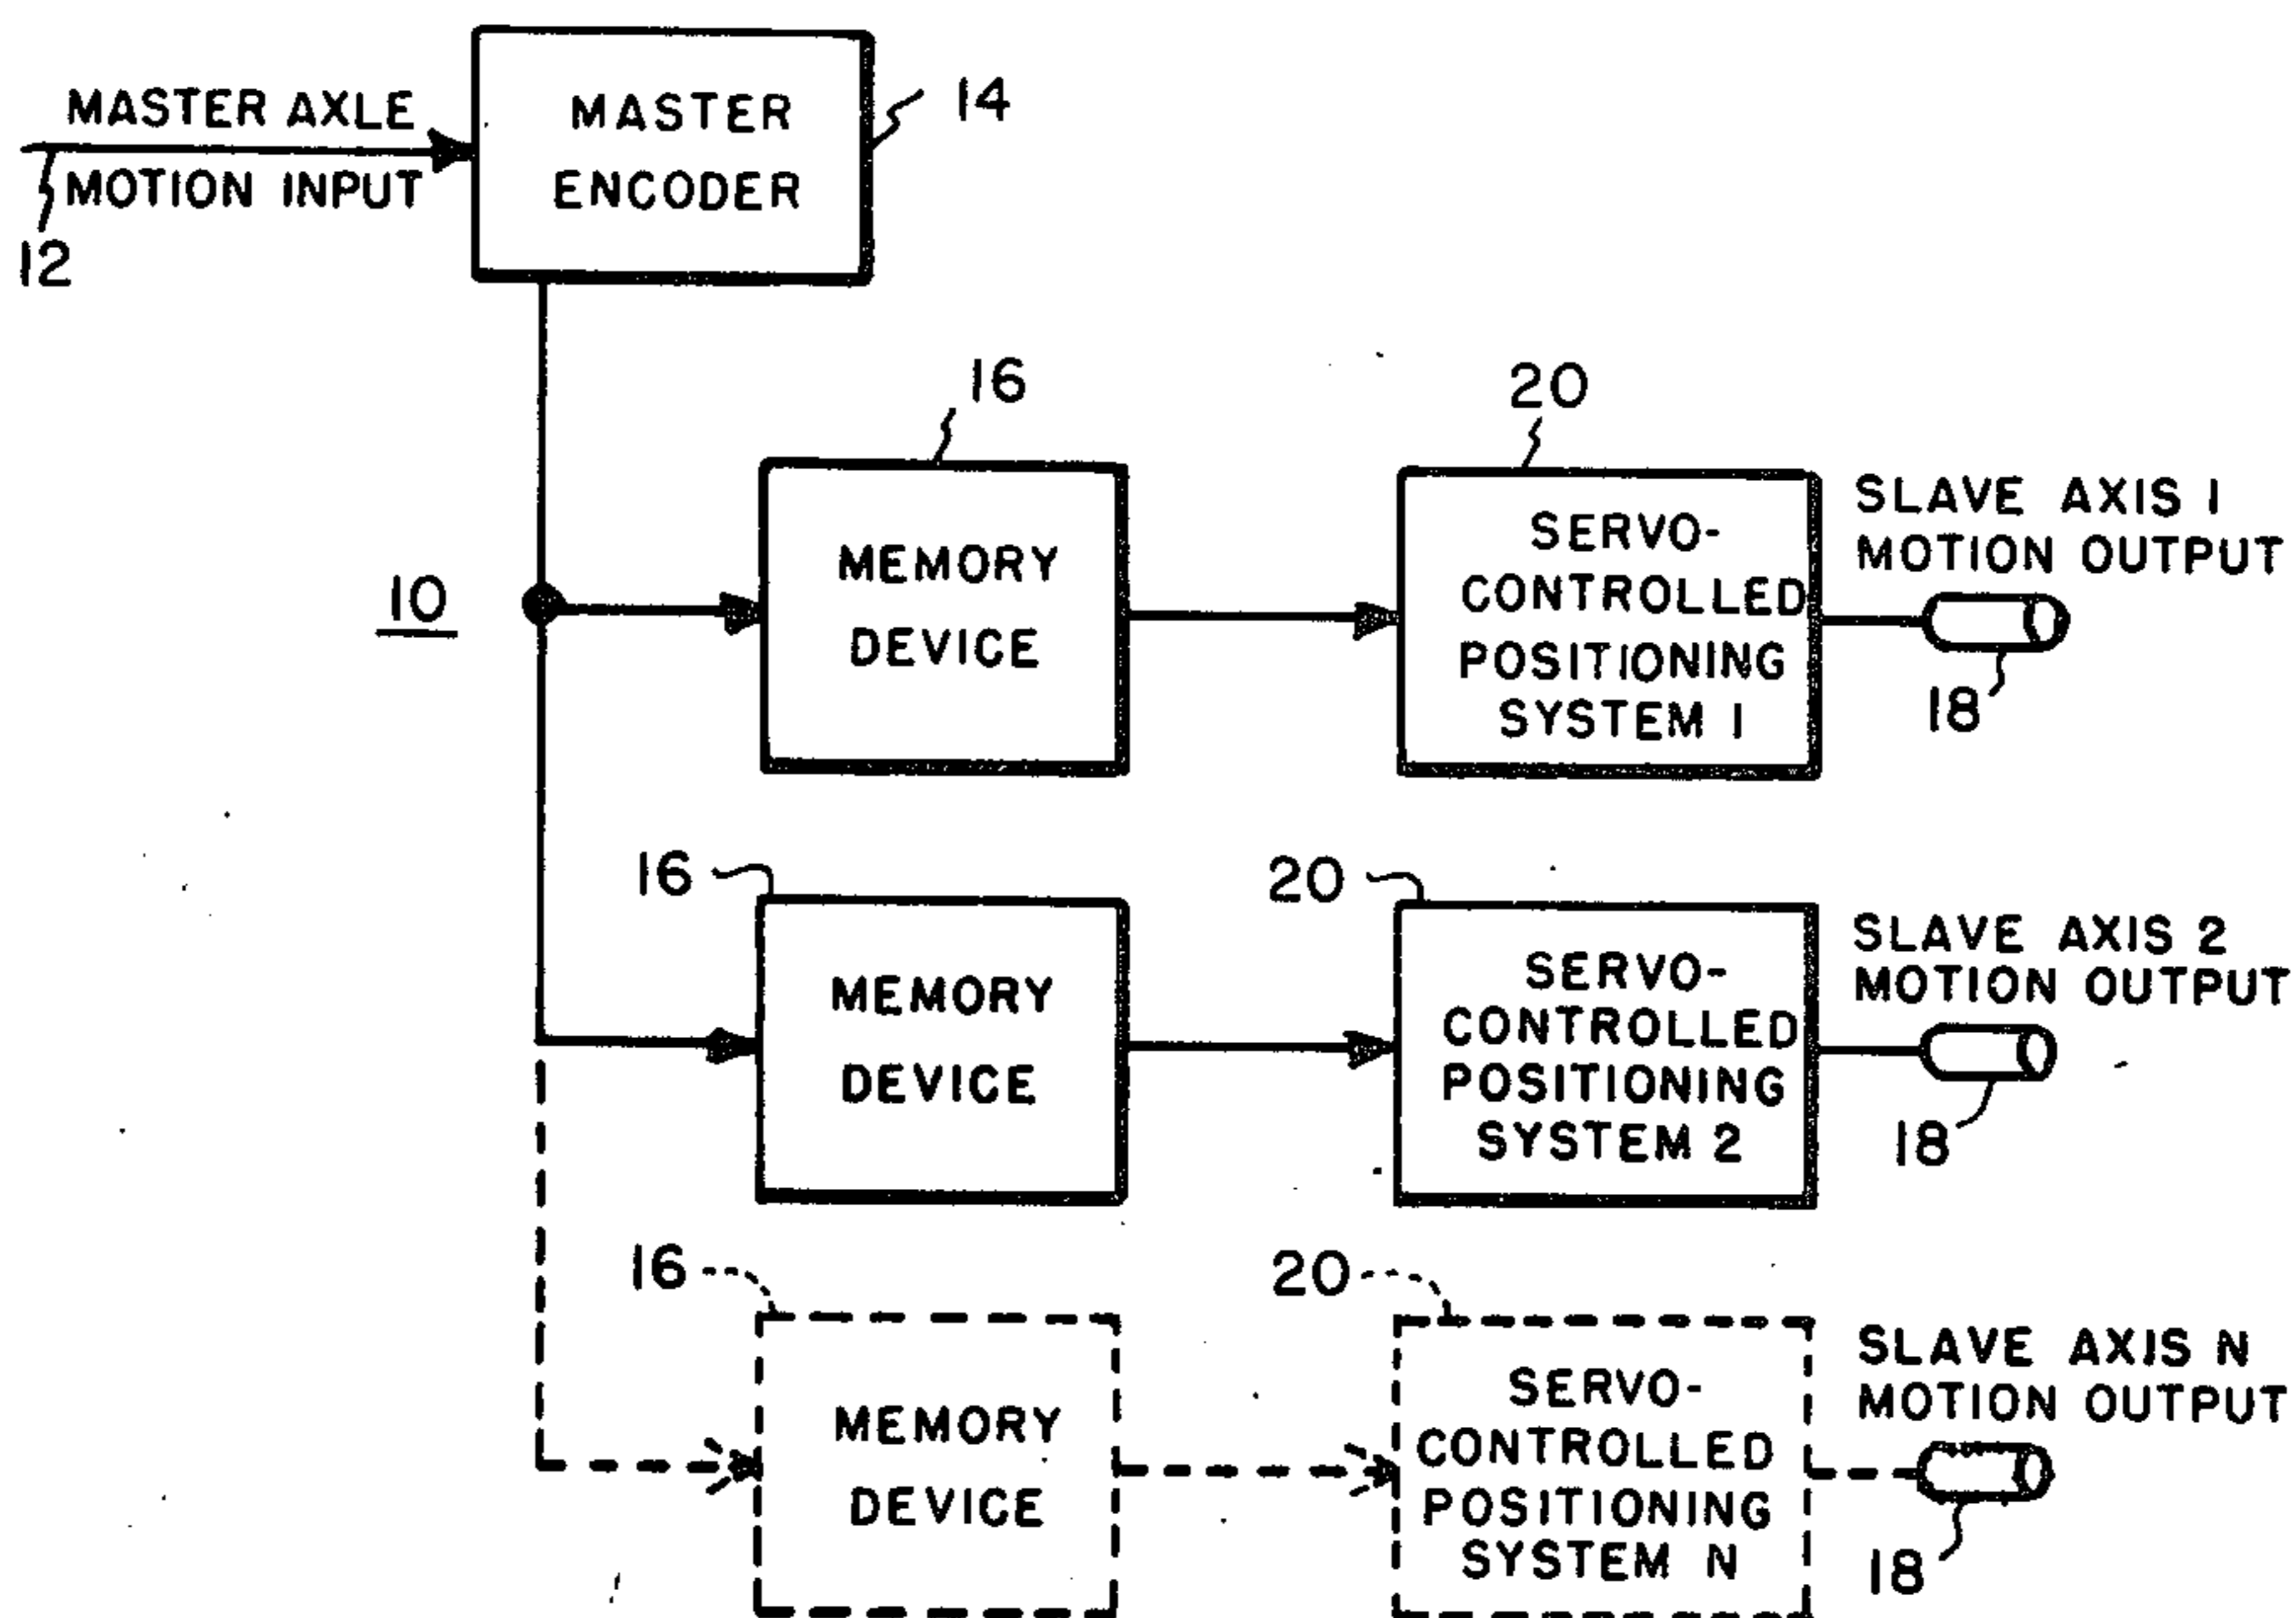 MASTER AXLE
MOTION INPUT
12
MASTER
ENCODER
14
10
16
MEMORY
DEVICE
20
SERVO-
CONTROLLED
POSITIONING
SYSTEM 1
SLAVE AXIS 1
MOTION OUTPUT
18
16
MEMORY
DEVICE
20
SERVO-
CONTROLLED
POSITIONING
SYSTEM 2
SLAVE AXIS 2
MOTION OUTPUT
18
16
MEMORY
DEVICE
20
SERVO-
CONTROLLED
POSITIONING
SYSTEM N
SLAVE AXIS N
MOTION OUTPUT
18